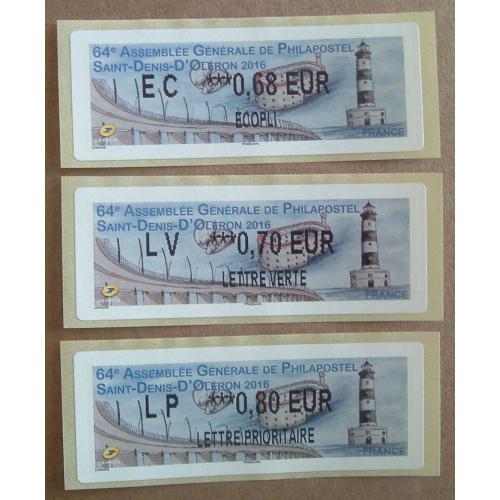 64e ASSEMBLÉE GÉNÉRALE DE PHILAPOSTEL
SAINT-DENIS-D'OLÉRON 2016
EC ***0,68 EUR
ECOPLI
FRANCE
64e ASSEMBLÉE GÉNÉRALE DE PHILAPOSTEL
SAINT-DENIS-D'OLÉRON 2016
LV ***0,70 EUR
LETTRE VERTE
FRANCE
64e ASSEMBLÉE GÉNÉRALE DE PHILAPOSTEL
SAINT-DENIS-D'OLÉRON 2016
LP ***0,80 EUR
LETTRE PRIORITAIRE
FRANCE